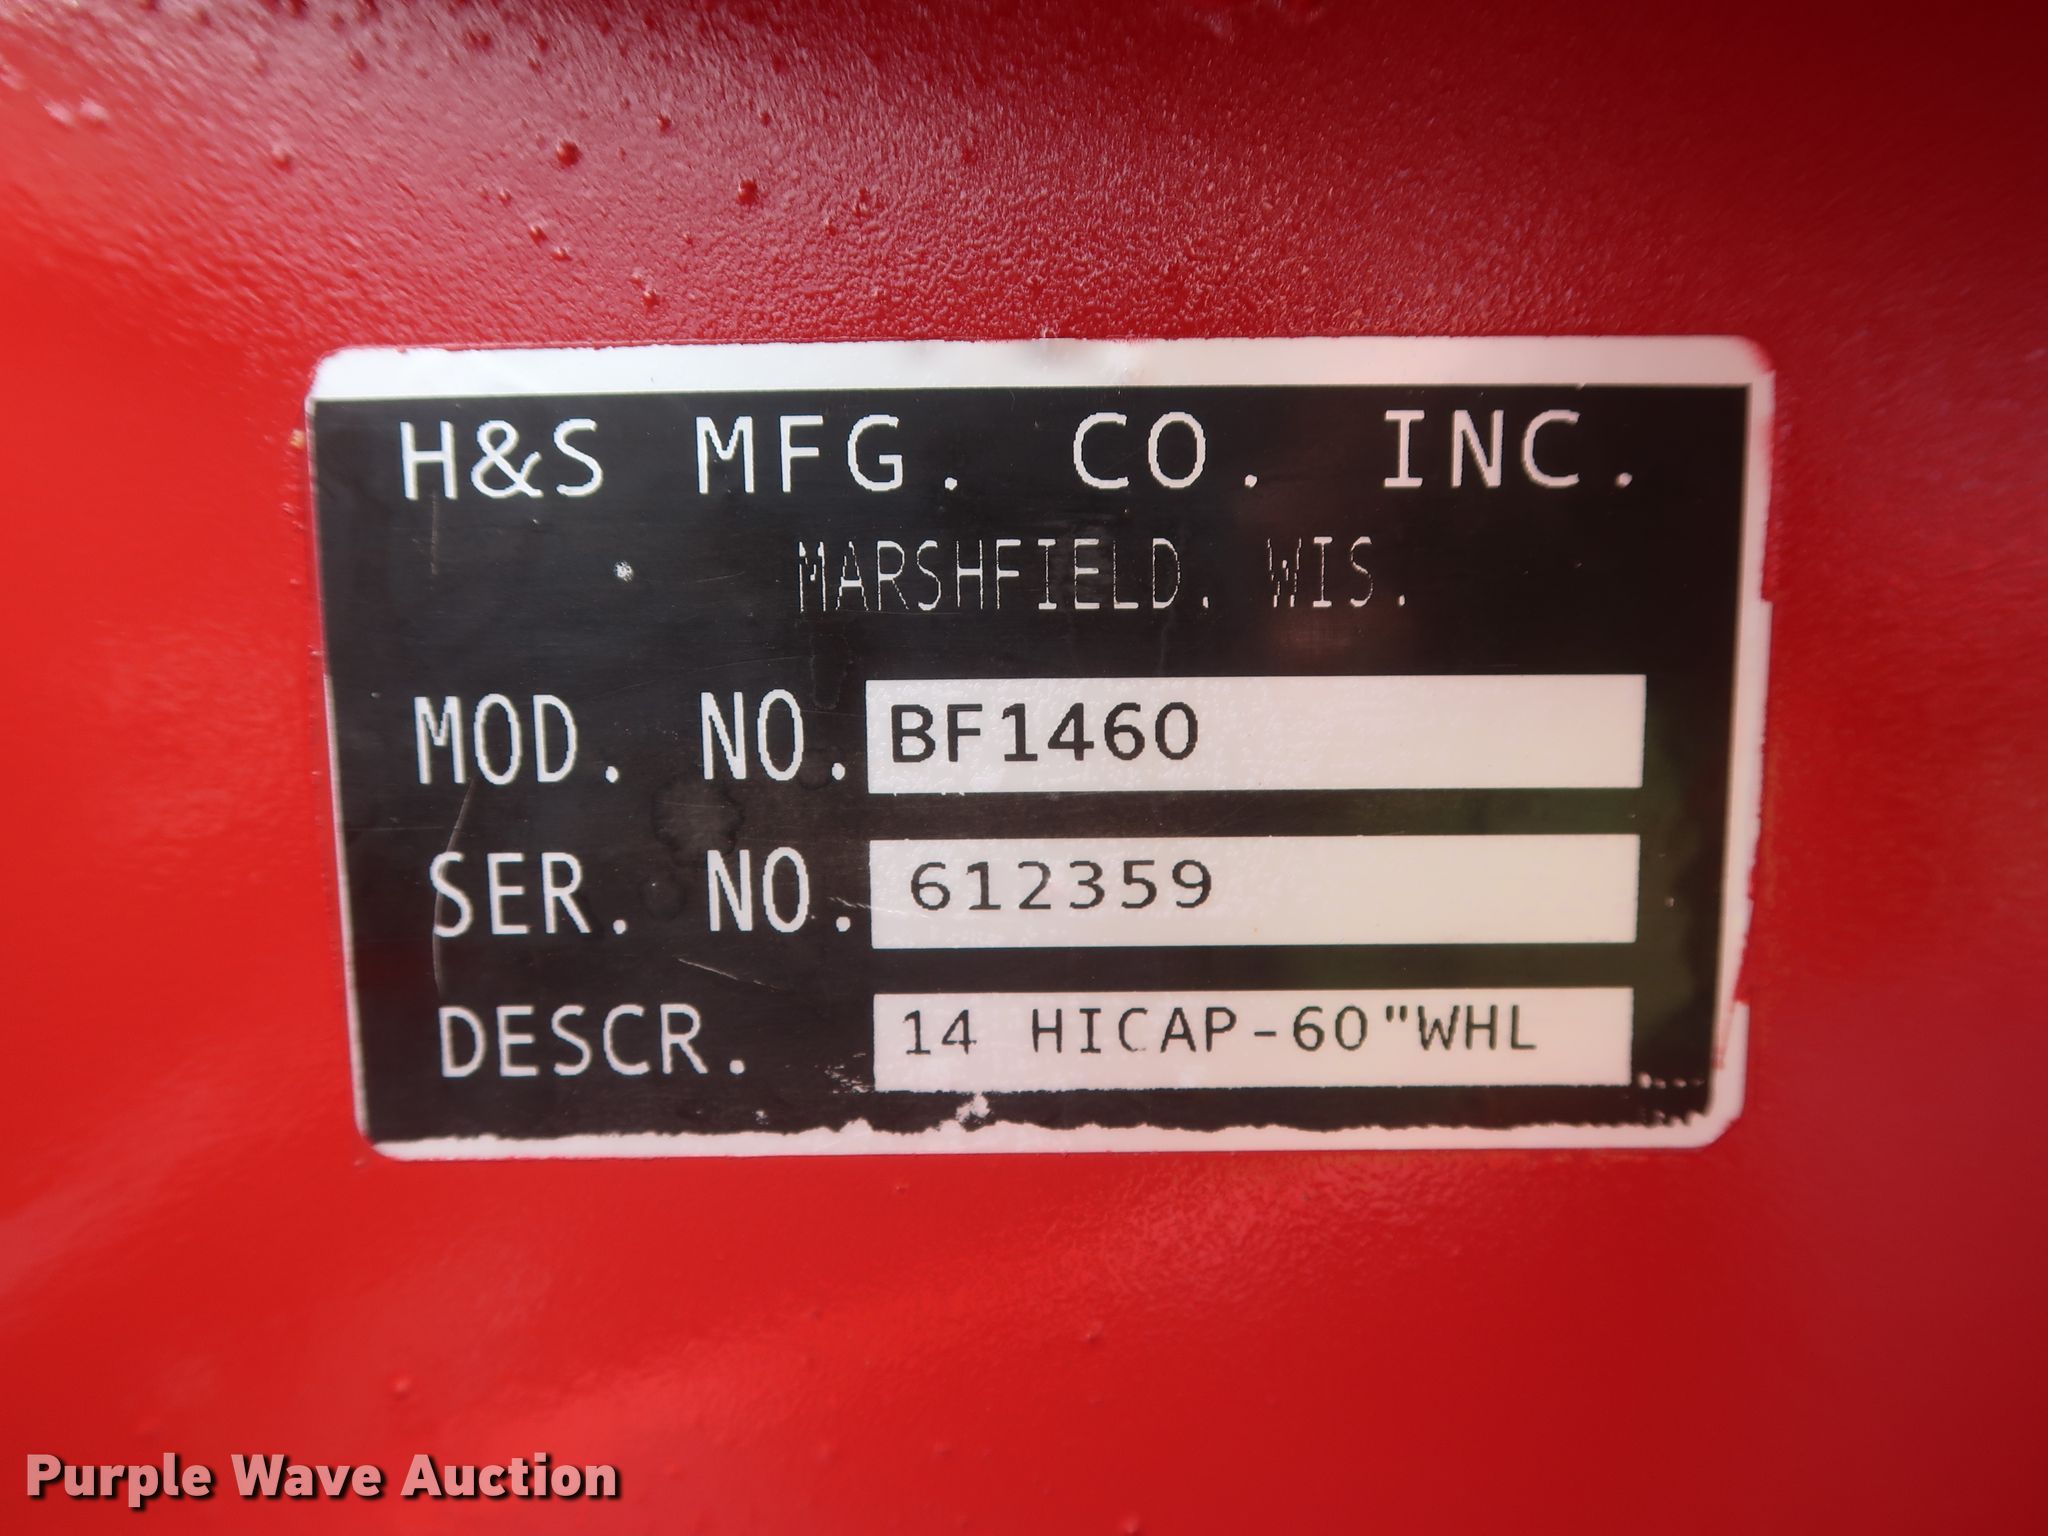 H&S MFG. CO. INC.
MARSHFIELD. WIS.
MOD. NO. BF1460
SER. NO. 612359
DESCR. 14 HICAP-60"WHL
Purple Wave Auction